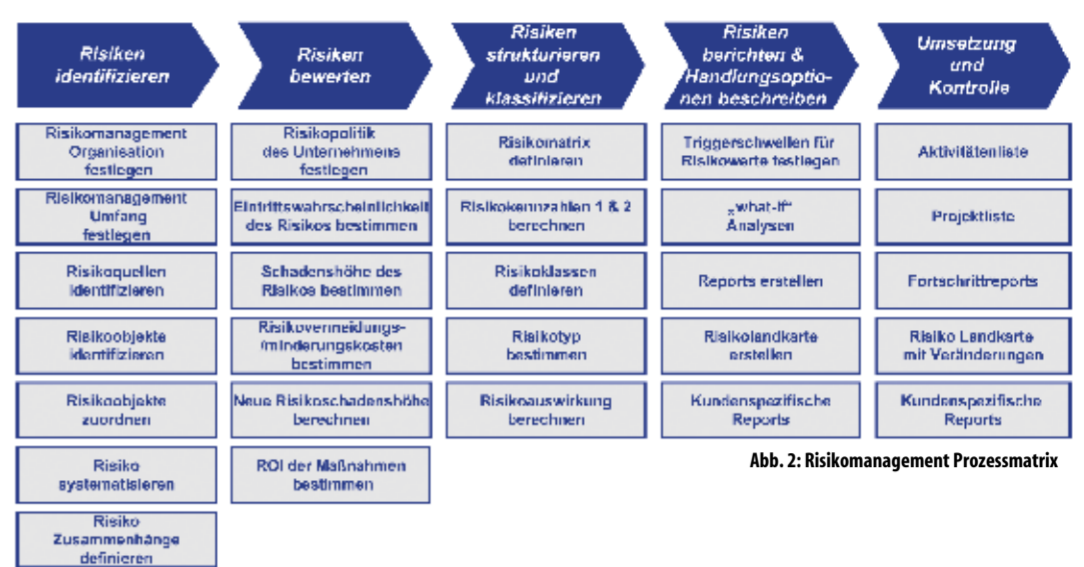 Risiken
identifizieren
Risiken
bewerten
Risiken
strukturieren
und
klassifizieren
Risiken
berichten &
Handlungsoptio-
nen beschreiben
Umsetzung
und
Kontrolle
Risikomanagement
Organisation
festlegen
Risikomanagement
Umfang
festlegen
Risikoquellen
identifizieren
Risikoobjekte
identifizieren
Risikoobjekte
zuordnen
Risiko
systematisieren
Risiko
Zusammenhänge
definieren
Risikopolitik
des Unternehmens
festlegen
Eintrittswahrscheinlichkeit
des Risikos bestimmen
Schadenshöhe des
Risikos bestimmen
Risikovermeidungs-
/minderungskosten
bestimmen
Neue Risikoschadenshöhe
berechnen
ROI der Maßnahmen
bestimmen
Risikomatrix
definieren
Risikokennzahlen 1 & 2
berechnen
Risikoklassen
definieren
Risikotyp
bestimmen
Risikoauswirkung
berechnen
Triggerschwellen für
Risikowerte festlegen
„what-if“
Analysen
Reports erstellen
Risikolandkarte
erstellen
Kundenspezifische
Reports
Aktivitätenliste
Projektliste
Fortschrittreports
Risiko Landkarte
mit Veränderungen
Kundenspezifische
Reports
Abb. 2: Risikomanagement Prozessmatrix